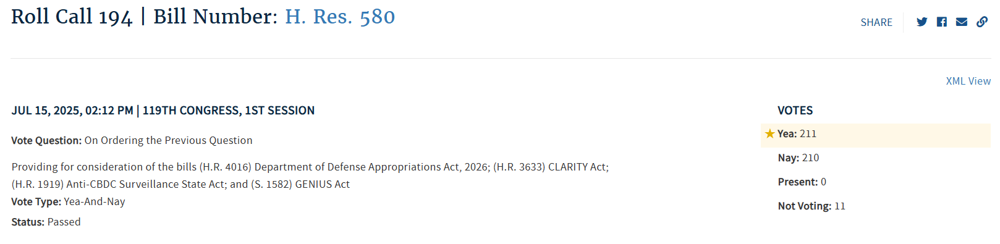 Roll Call 194 | Bill Number: H. Res. 580
SHARE
XML View
JUL 15, 2025, 02:12 PM | 119TH CONGRESS, 1ST SESSION
Vote Question: On Ordering the Previous Question
Providing for consideration of the bills (H.R. 4016) Department of Defense Appropriations Act, 2026; (H.R. 3633) CLARITY Act;
(H.R. 1919) Anti-CBDC Surveillance State Act; and (S. 1582) GENIUS Act
Vote Type: Yea-And-Nay
Status: Passed
VOTES
Yea: 211
Nay: 210
Present: 0
Not Voting: 11